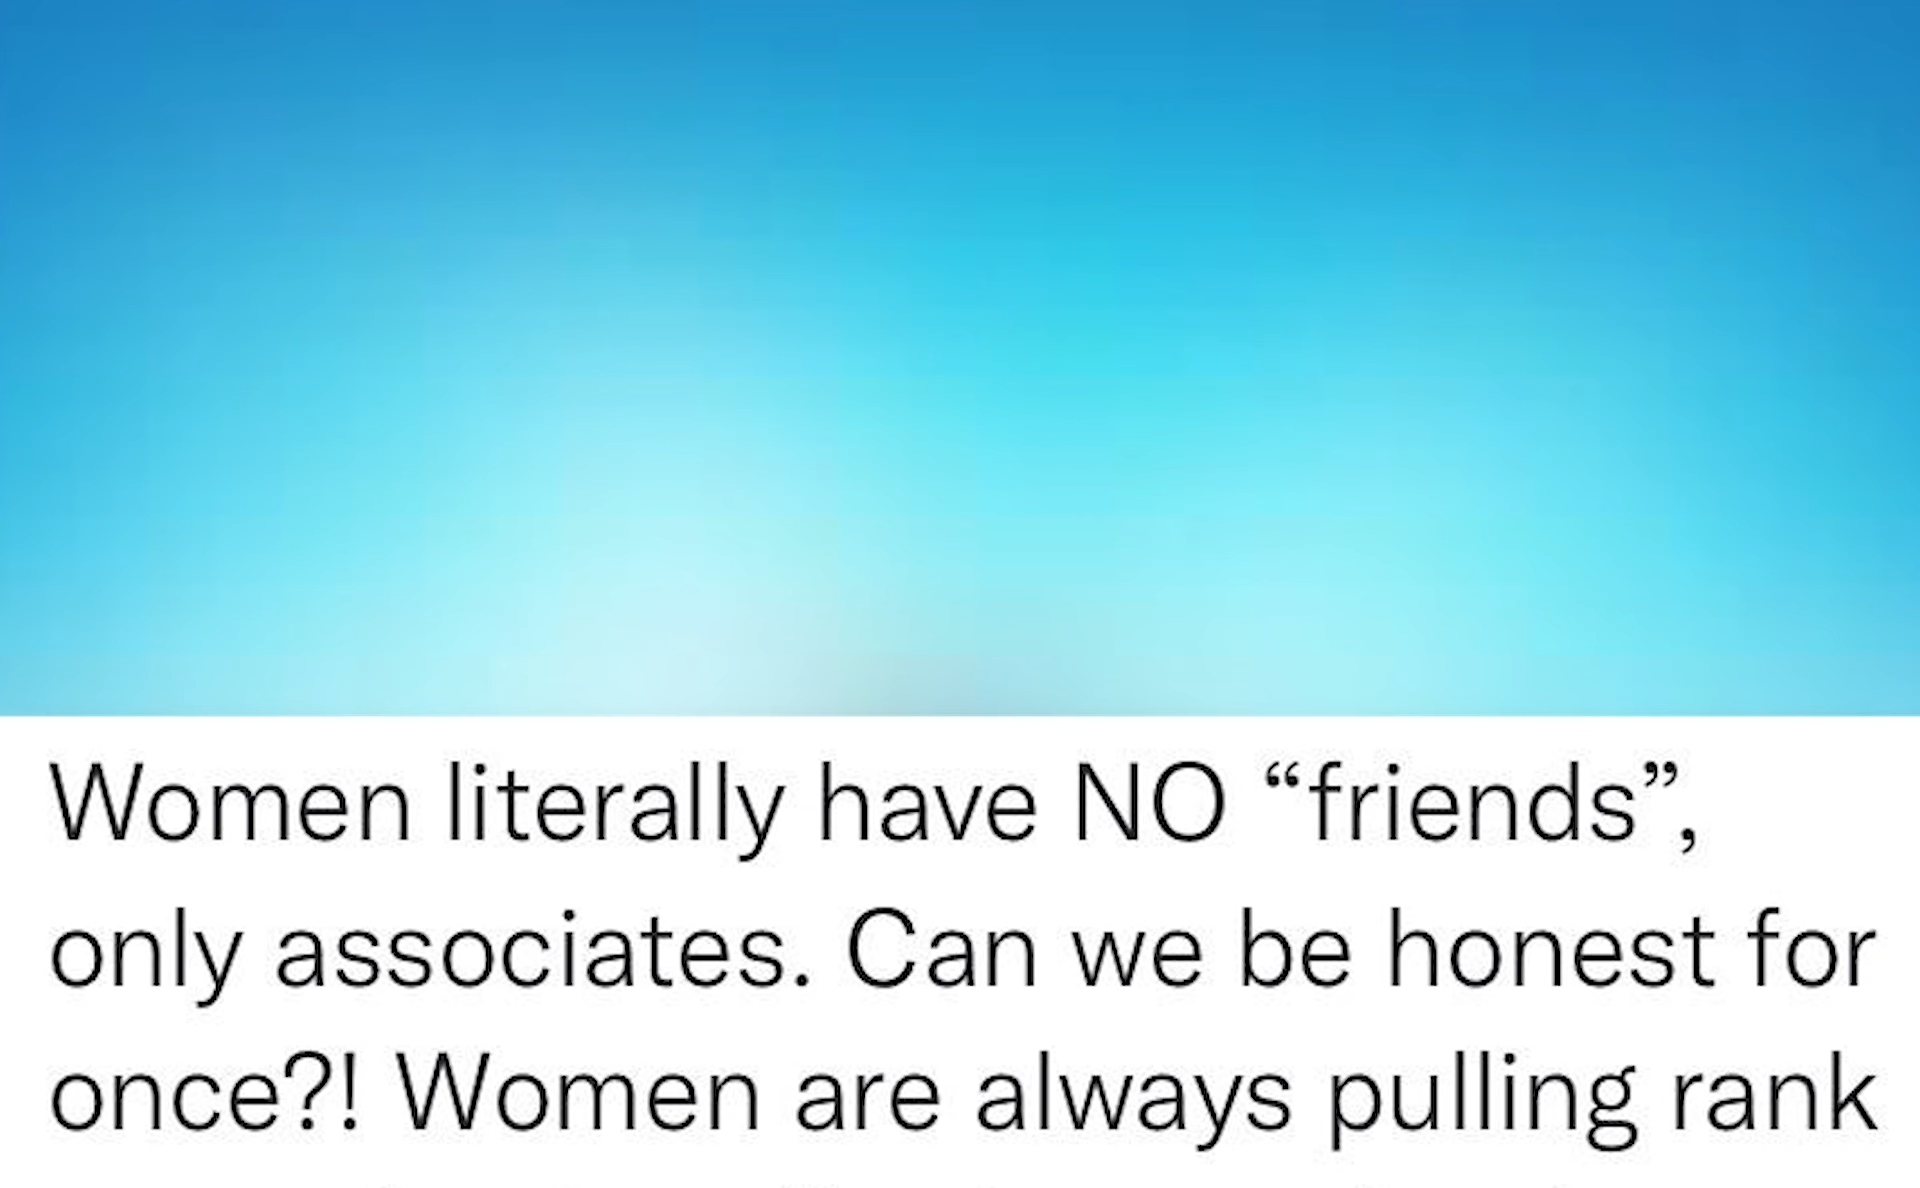 Women literally have NO “friends”,
only associates. Can we be honest for
once?! Women are always pulling rank